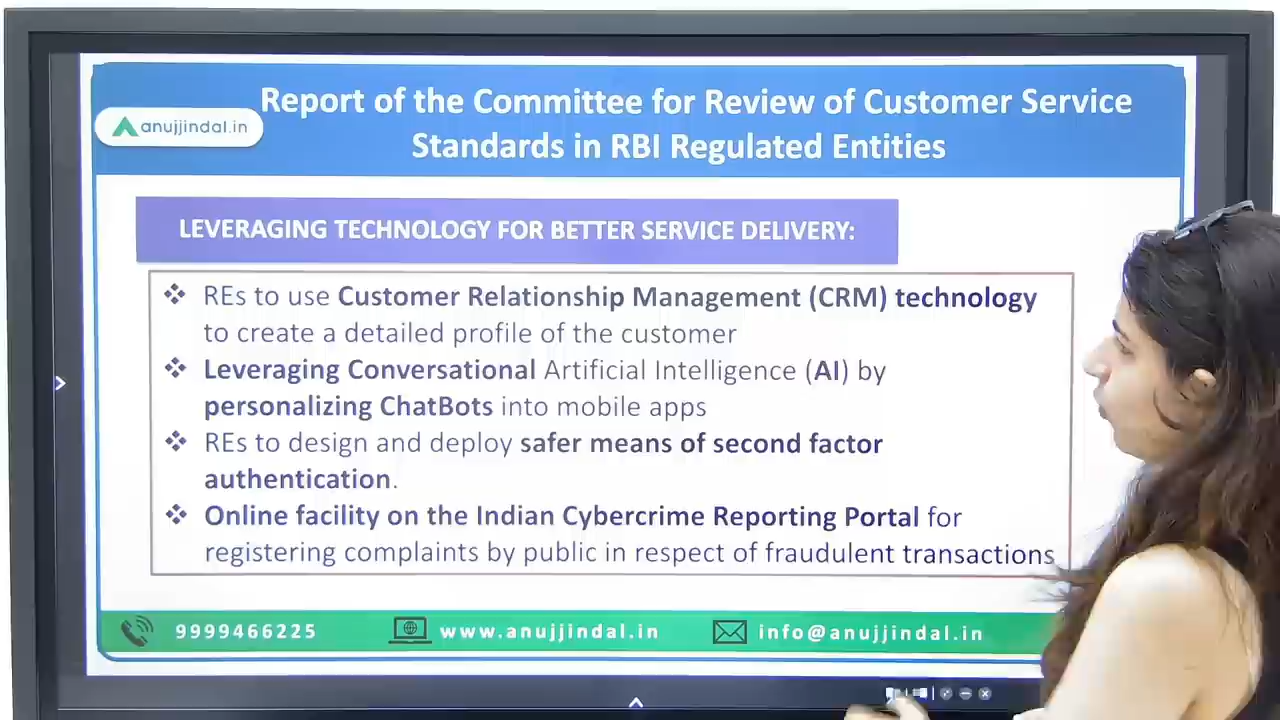 Report of the Committee for Review of Customer Service
anujjindal.in
Standards in RBI Regulated Entities
LEVERAGING TECHNOLOGY FOR BETTER SERVICE DELIVERY:
❖ REs to use Customer Relationship Management (CRM) technology
to create a detailed profile of the customer
❖ Leveraging Conversational Artificial Intelligence (AI) by
personalizing ChatBots into mobile apps
❖ REs to design and deploy safer means of second factor
authentication.
❖ Online facility on the Indian Cybercrime Reporting Portal for
registering complaints by public in respect of fraudulent transactions
9999466225 www.anujjindal.in info@anujjindal.in